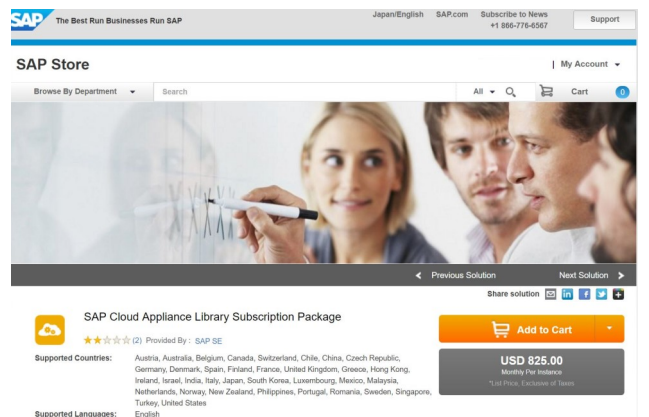 SAP The Best Run Businesses Run SAP
Japan/English SAP.com Subscribe to News
+1 866-776-6567
Support
SAP Store
My Account
Browse By Department
Search
All
Cart 0
Previous Solution Next Solution
Share solution
SAP Cloud Appliance Library Subscription Package
(2) Provided By : SAP SE
Add to Cart
USD 825.00
Monthly Per Instance
*List Price, Exclusive of Taxes
Supported Countries: Austria, Australia, Belgium, Canada, Switzerland, Chile, China, Czech Republic,
Germany, Denmark, Spain, Finland, France, United Kingdom, Greece, Hong Kong,
Ireland, Israel, India, Italy, Japan, South Korea, Luxembourg, Mexico, Malaysia,
Netherlands, Norway, New Zealand, Philippines, Portugal, Romania, Sweden, Singapore,
Turkey, United States
Supported Languages: English